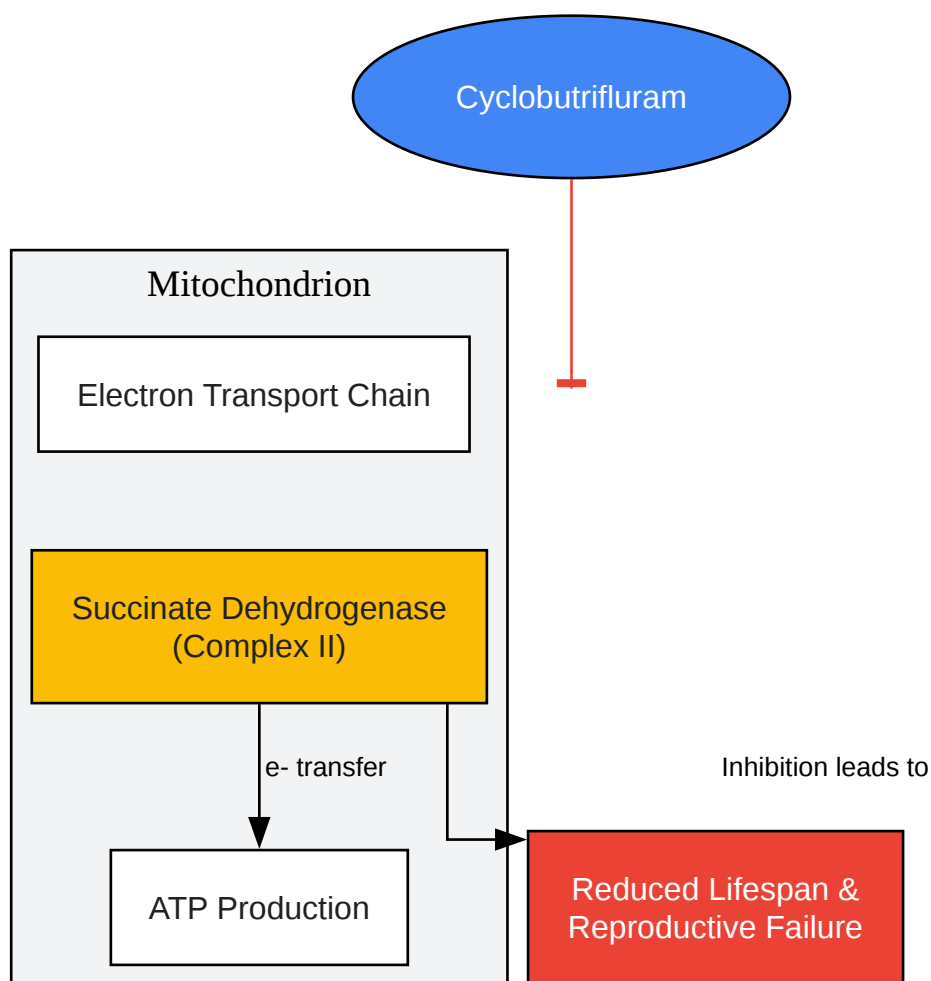 Cyclobutrifluram
Mitochondrion
Electron Transport Chain
Succinate Dehydrogenase
(Complex II)
e- transfer
Inhibition leads to
ATP Production
Reduced Lifespan &
Reproductive Failure